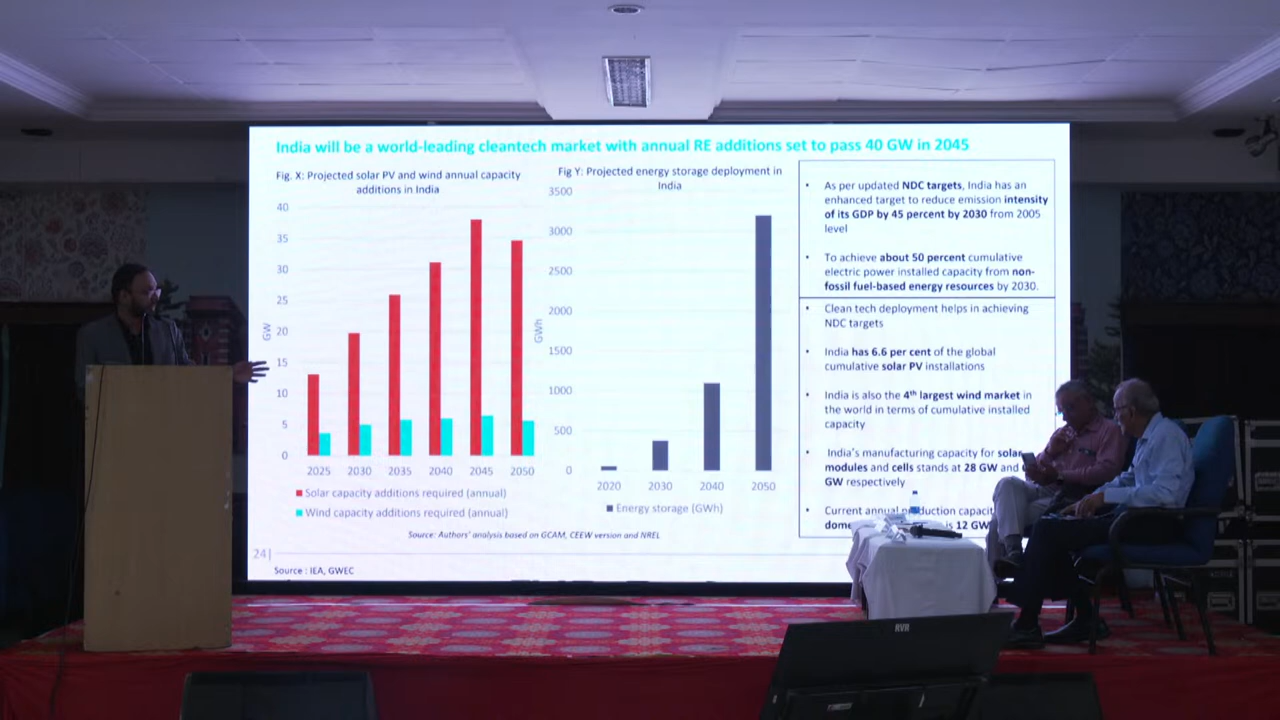 India will be a world-leading cleantech market with annual RE additions set to pass 40 GW in 2045
Fig. X: Projected solar PV and wind annual capacity
additions in India
40
35
30
25
20
15
10
5
0
GW
2025 2030 2035 2040 2045 2050
Solar capacity additions required (annual)
Wind capacity additions required (annual)
Fig Y: Projected energy storage deployment in
India
3500
3000
2500
2000
1500
1000
500
0
GWh
2020 2030 2040 2050
Energy storage (GWh)
Source: Authors' analysis based on GCAM, CEEW version and NREL
24|
Source : IEA, GWEC
• As per updated NDC targets, India has an
enhanced target to reduce emission intensity
of its GDP by 45 percent by 2030 from 2005
level
• To achieve about 50 percent cumulative
electric power installed capacity from non-
fossil fuel-based energy resources by 2030.
• Clean tech deployment helps in achieving
NDC targets
• India has 6.6 per cent of the global
cumulative solar PV installations
• India is also the 4th largest wind market in
the world in terms of cumulative installed
capacity
• India's manufacturing capacity for solar
modules and cells stands at 28 GW and
GW respectively
• Current annual production
is 12 GW
RVR